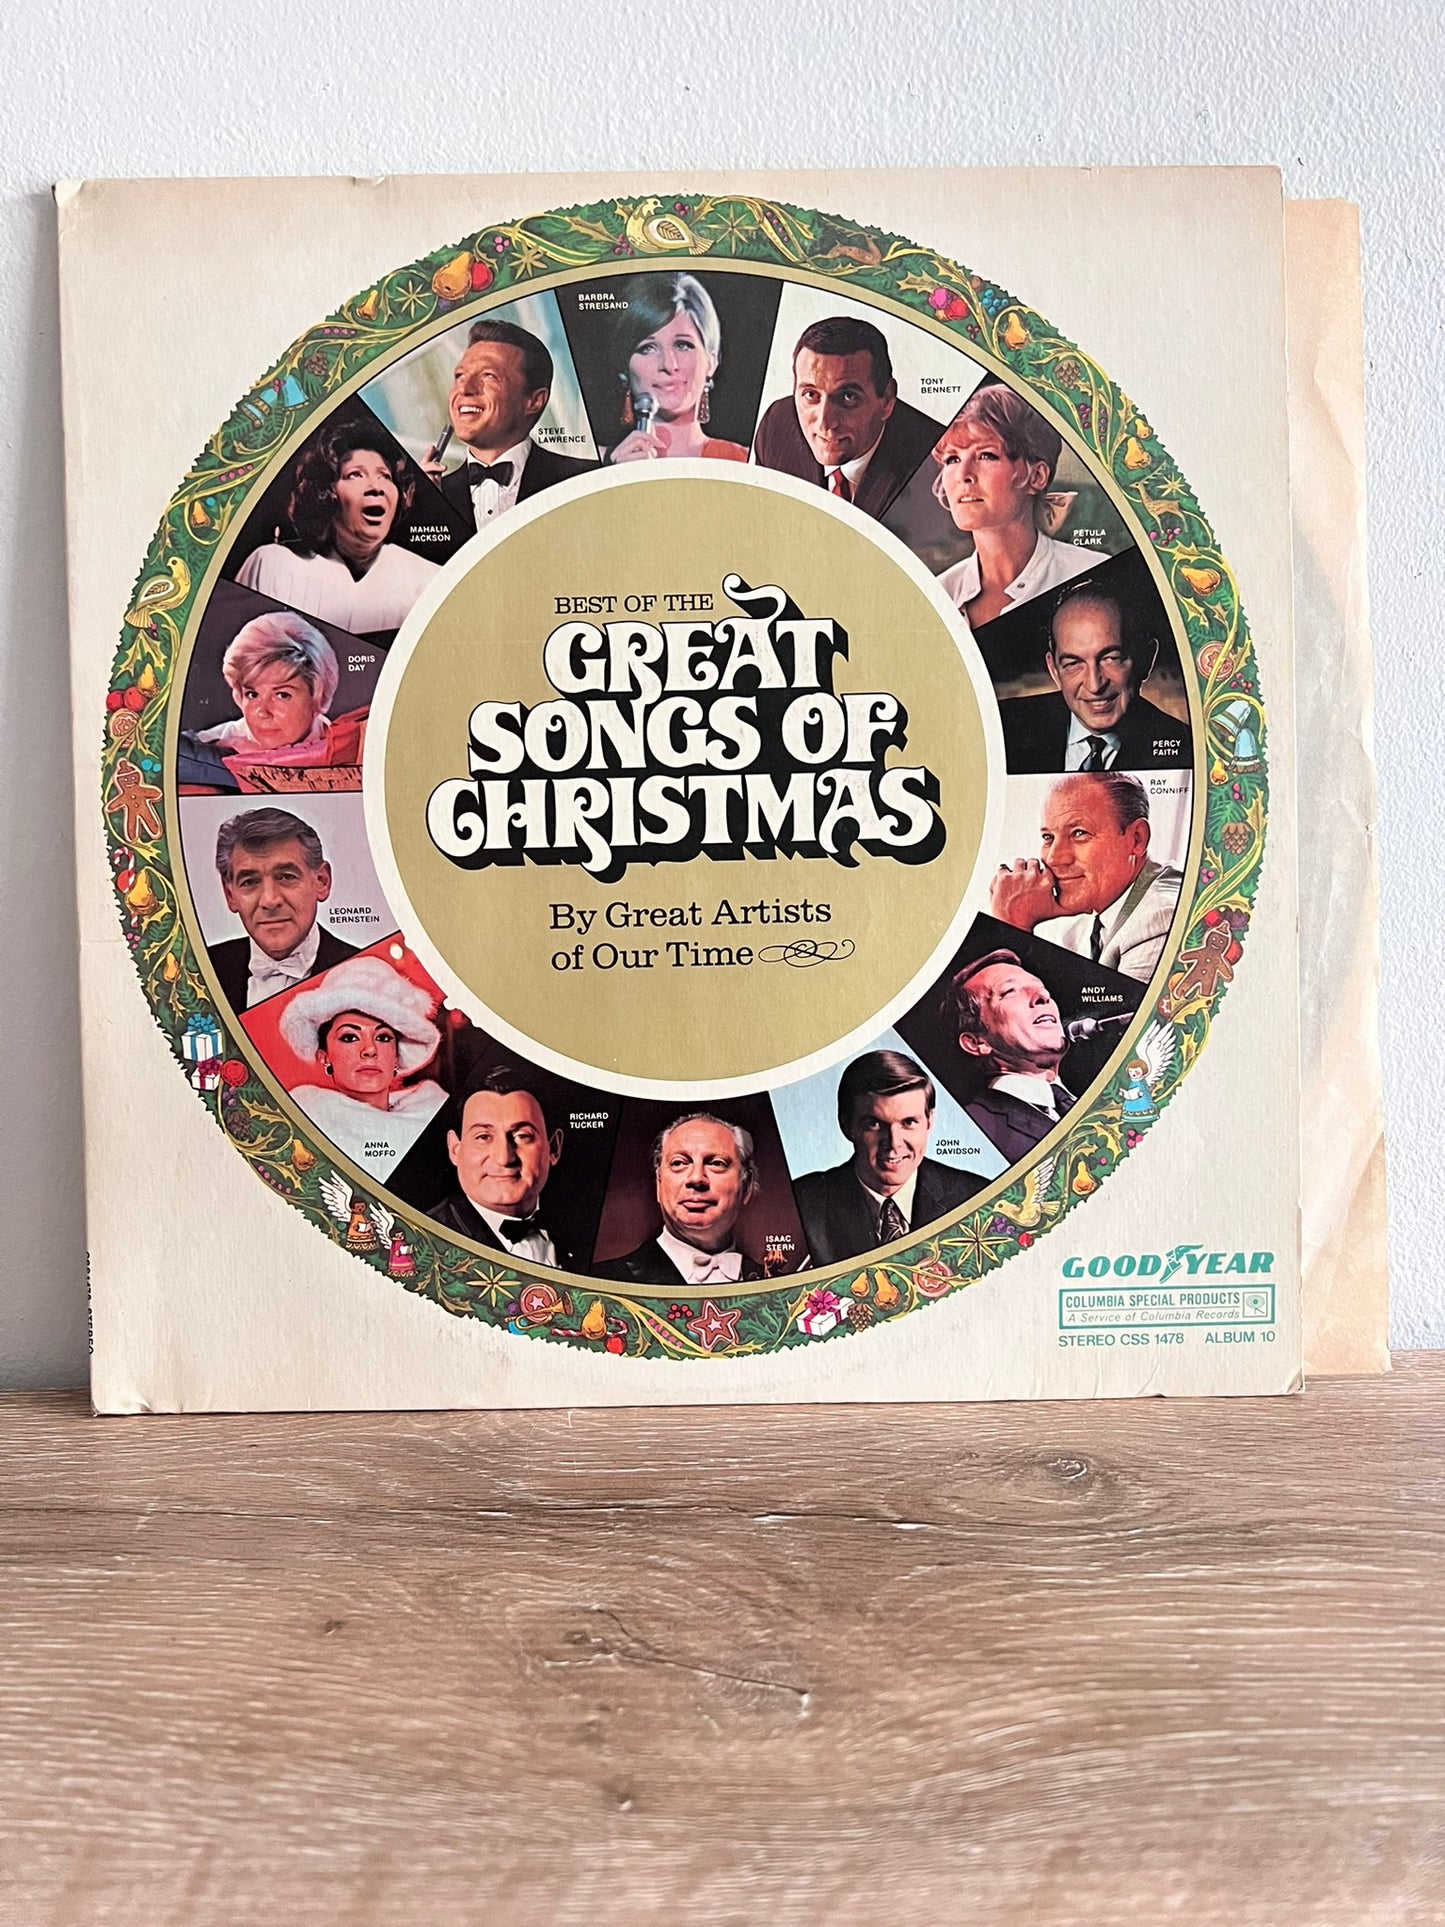 BARBRA
STREISAND
TONY
BENNETT
STEVE
LAWRENCE
PETULA
CLARK
MAHALIA
JACKSON
DORIS
DAY
PERCY
FAITH
RAY
CONNIFF
LEONARD
BERNSTEIN
ANDY
WILLIAMS
ANNA
MOFFO
RICHARD
TUCKER
ISAAC
STERN
JOHN
DAVIDSON
BEST OF THE
GREAT
SONGS OF
CHRISTMAS
By Great Artists
of Our Time
GOODYEAR
COLUMBIA SPECIAL PRODUCTS
A Service of Columbia Records
STEREO CSS 1478 ALBUM 10